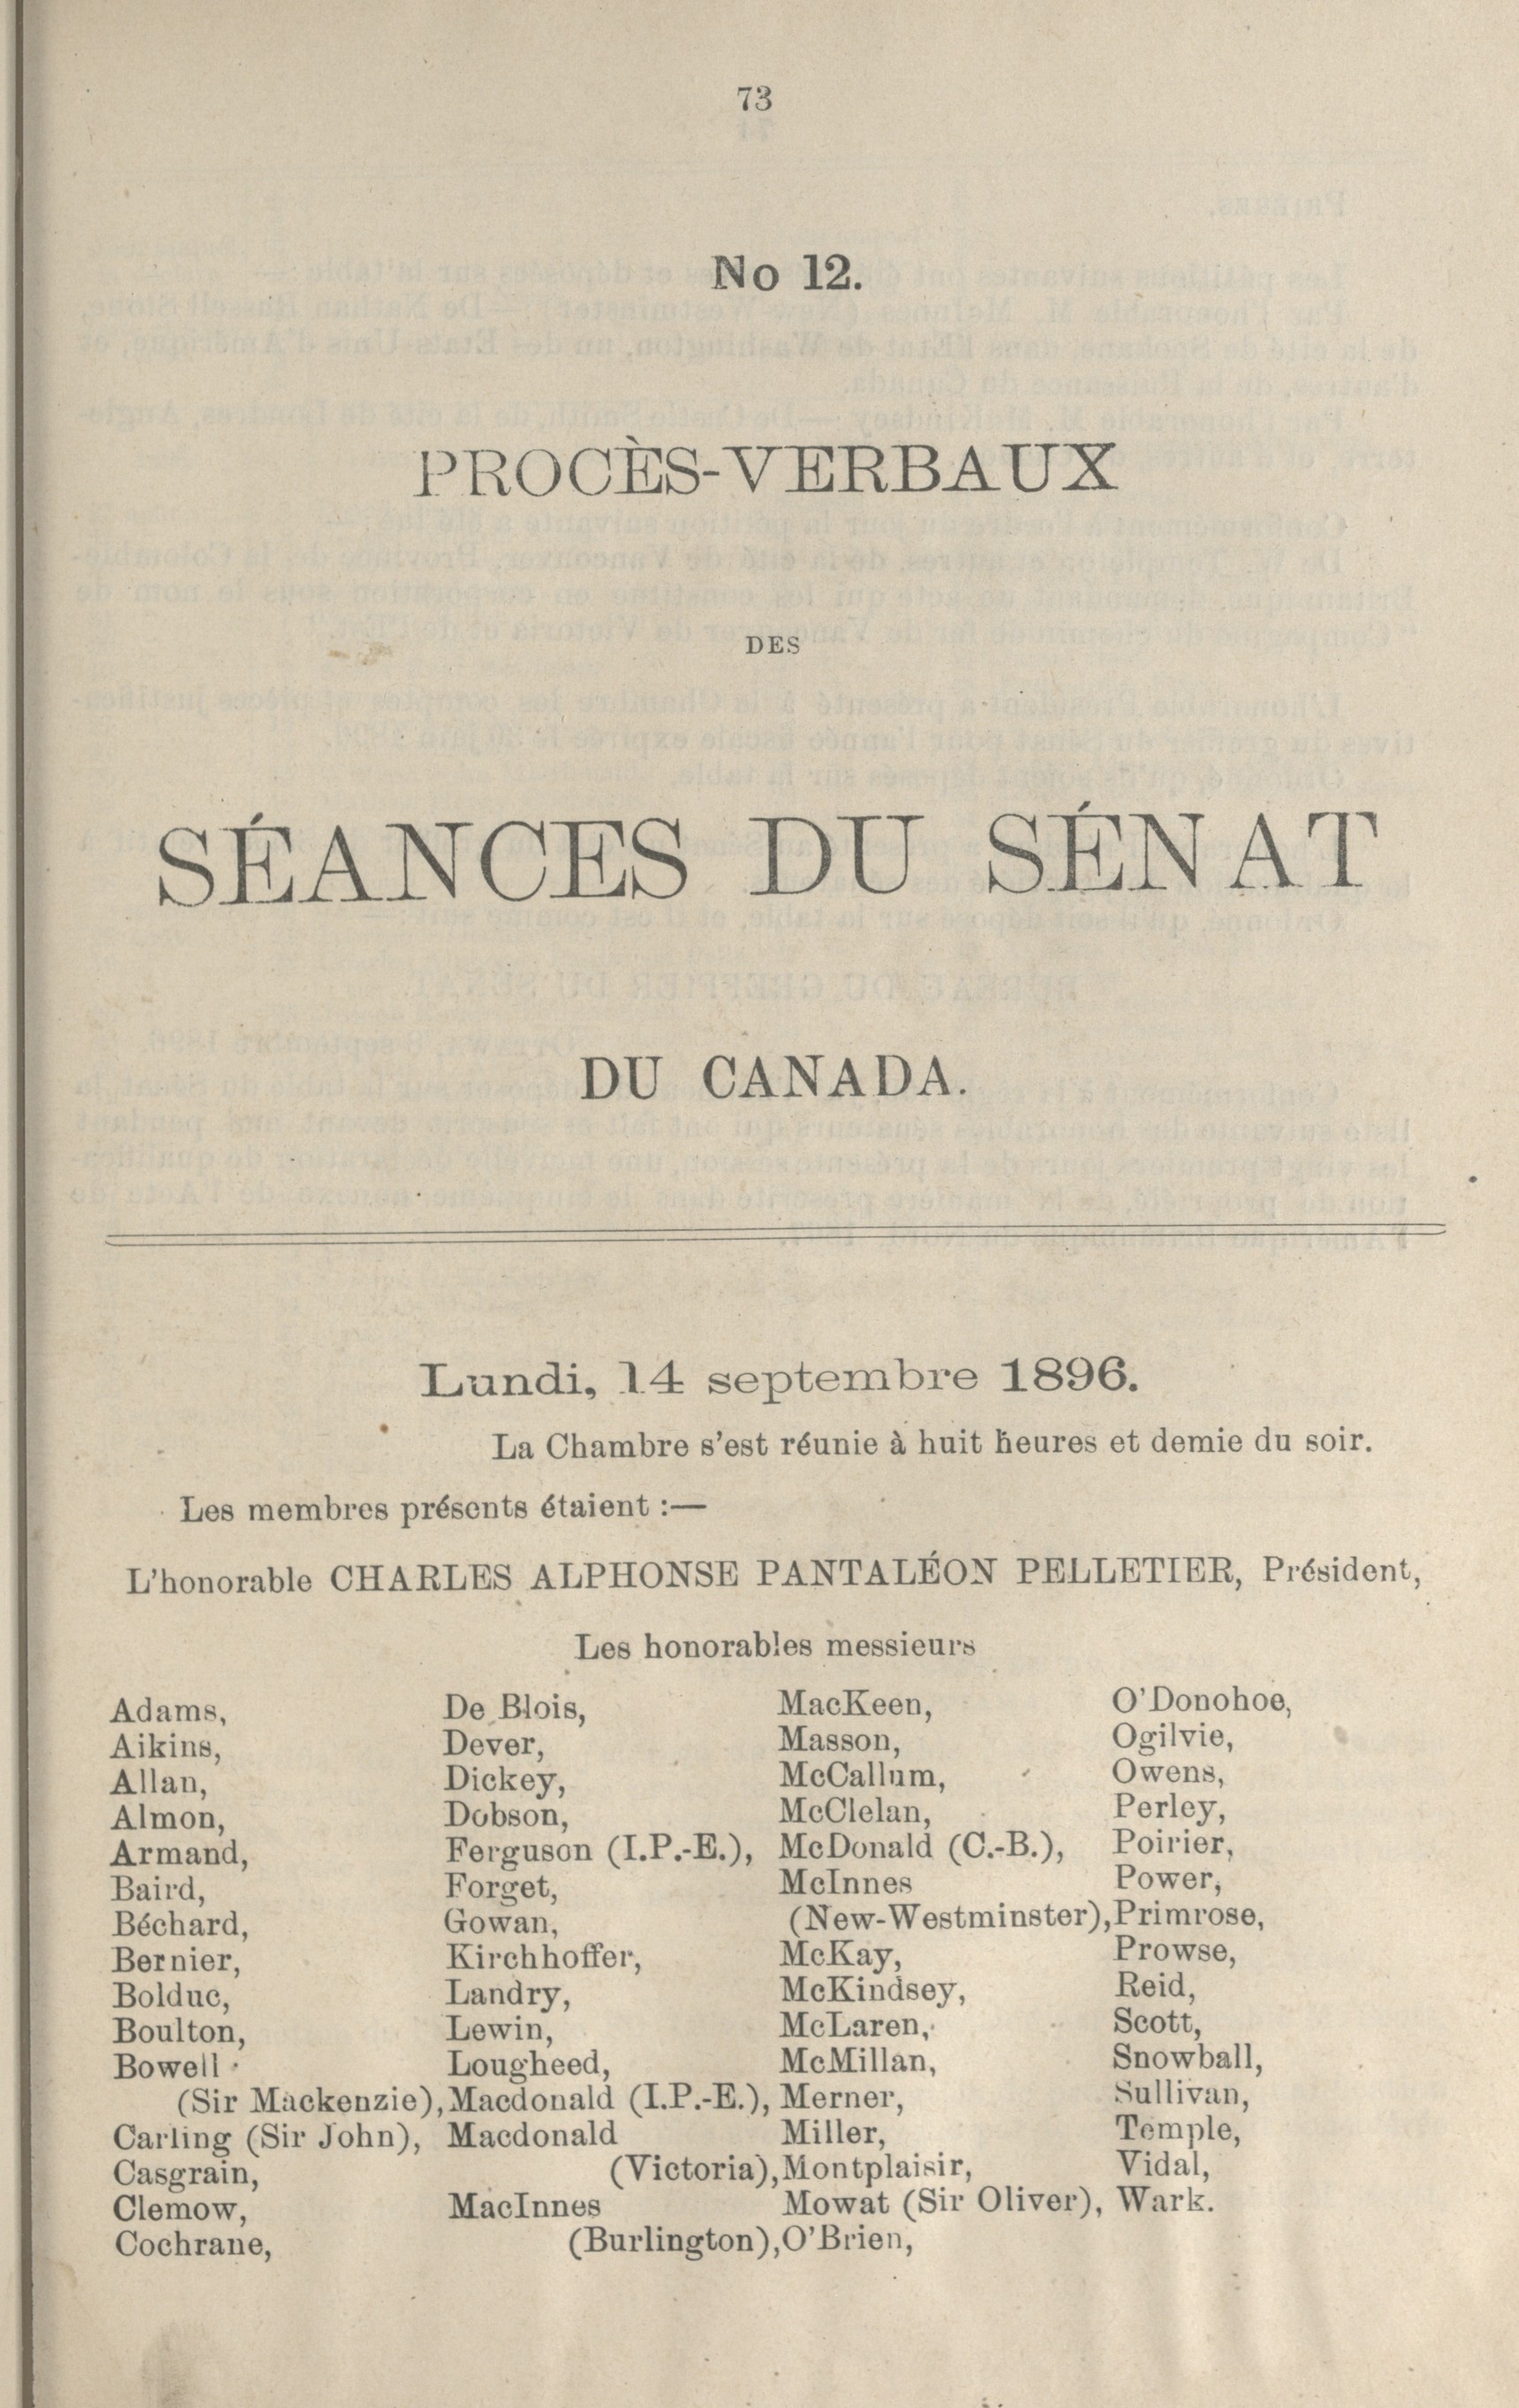 73
No 12.
PROCÈS-VERBAUX
DES
SÉANCES DU SÉNAT
DU CANADA.
Lundi, 14 septembre 1896.
La Chambre s'est réunie à huit heures et demie du soir.
Les membres présents étaient :—
L'honorable CHARLES ALPHONSE PANTALÉON PELLETIER, Président,
Les honorables messieurs
Adams,
Aikins,
Allan,
Almon,
Armand,
Baird,
Béchard,
Bernier,
Bolduc,
Boulton,
Bowell
(Sir Mackenzie),
Carling (Sir John),
Casgrain,
Clemow,
Cochrane,
De Blois,
Dever,
Dickey,
Dobson,
Ferguson (I.P.-E.),
Forget,
Gowan,
Kirchhoffer,
Landry,
Lewin,
Lougheed,
Macdonald (I.P.-E.),
Macdonald
(Victoria),
MacInnes
(Burlington),
MacKeen,
Masson,
McCallum,
McClelan,
McDonald (C.-B.),
McInnes
(New-Westminster),
McKay,
McKindsey,
McLaren,
McMillan,
Merner,
Miller,
Montplaisir,
Mowat (Sir Oliver),
O'Brien,
O'Donohoe,
Ogilvie,
Owens,
Perley,
Poirier,
Power,
Primrose,
Prowse,
Reid,
Scott,
Snowball,
Sullivan,
Temple,
Vidal,
Wark.